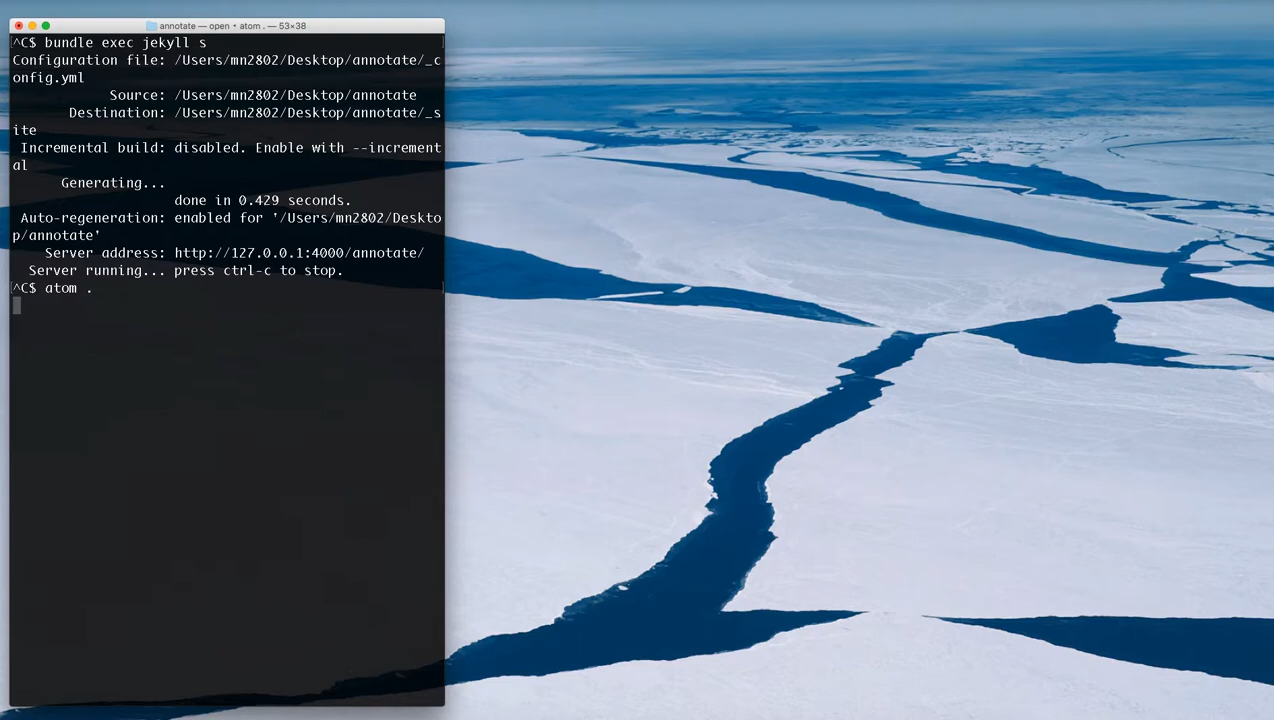 annotate — open • atom . — 53×38
^C$ bundle exec jekyll s
Configuration file: /Users/mn2802/Desktop/annotate/_c
onfig.yml
Source: /Users/mn2802/Desktop/annotate
Destination: /Users/mn2802/Desktop/annotate/_s
ite
Incremental build: disabled. Enable with --increment
al
Generating...
done in 0.429 seconds.
Auto-regeneration: enabled for '/Users/mn2802/Deskto
p/annotate'
Server address: http://127.0.0.1:4000/annotate/
Server running... press ctrl-c to stop.
^C$ atom .